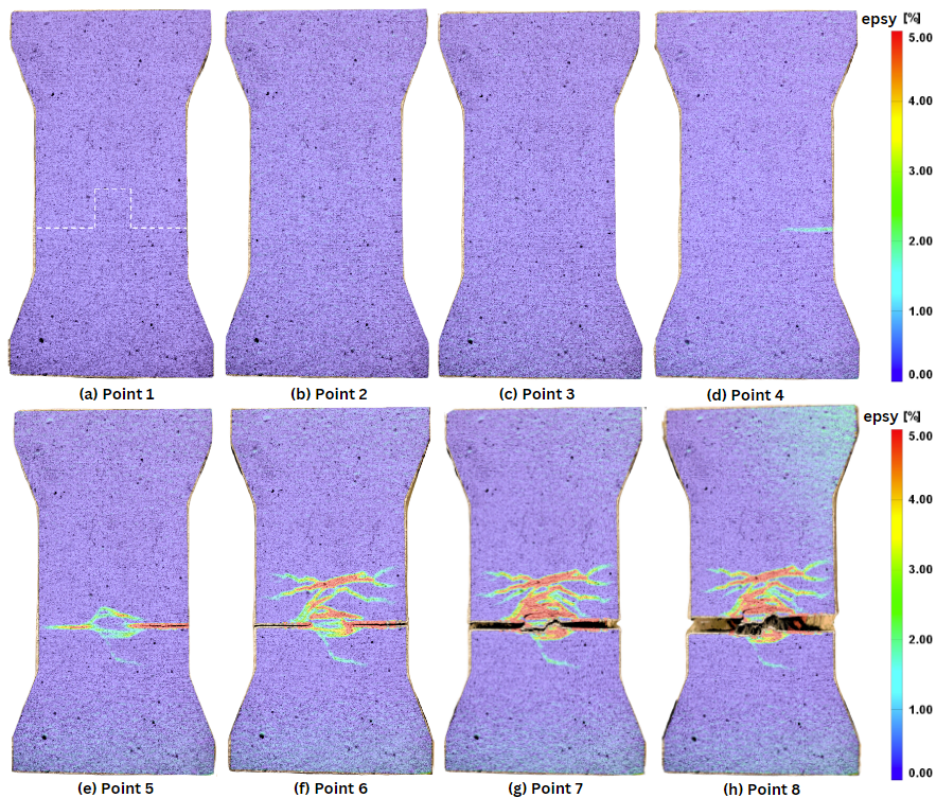 epsy [%]
5.00
4.00
3.00
2.00
1.00
0.00
(a) Point 1
(b) Point 2
(c) Point 3
(d) Point 4
epsy [%]
5.00
4.00
3.00
2.00
1.00
0.00
(e) Point 5
(f) Point 6
(g) Point 7
(h) Point 8